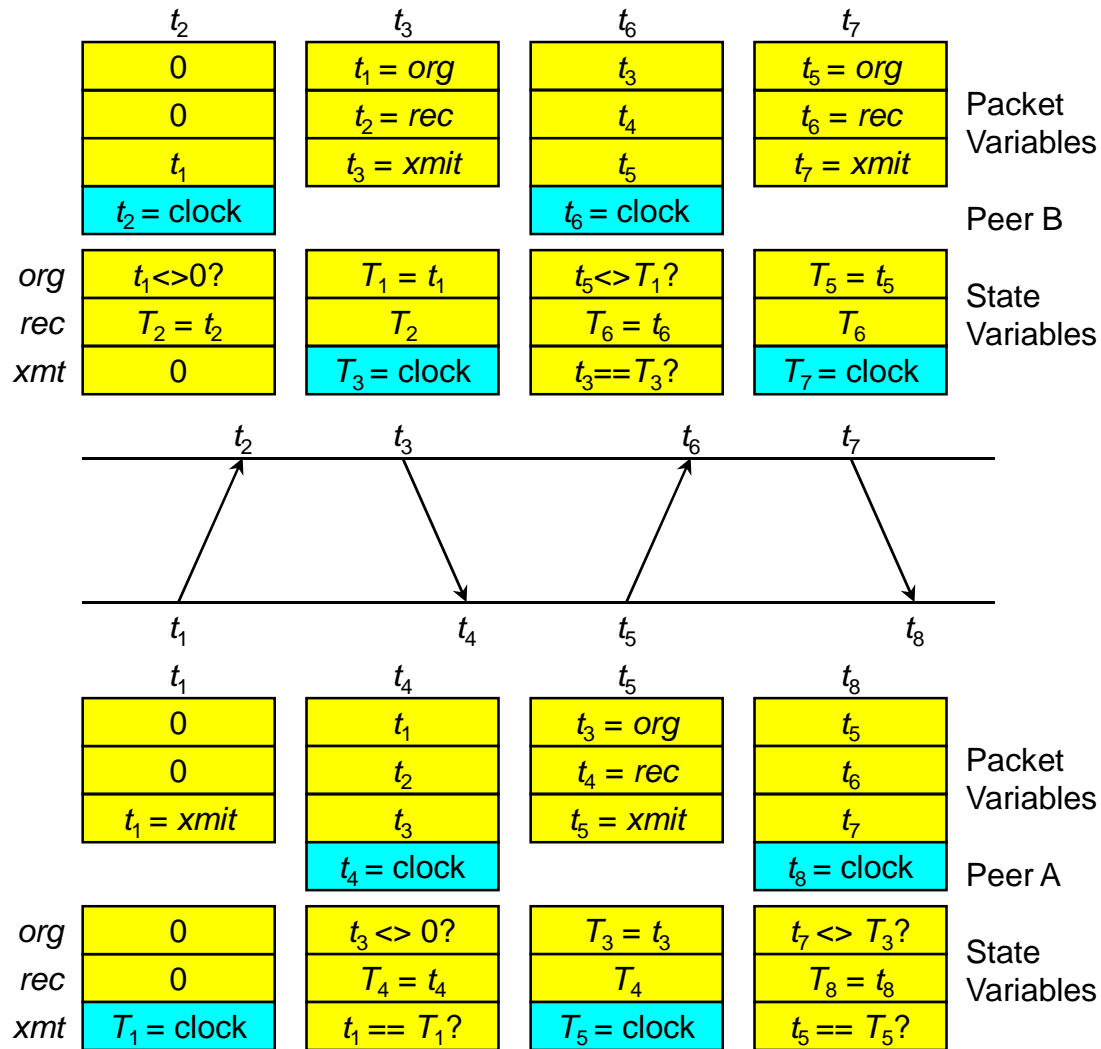 t₂ t₃ t₆ t₇
0 t₁ = org t₃ t₅ = org
0 t₂ = rec t₄ t₆ = rec Packet
t₁ t₃ = xmit t₅ t₇ = xmit Variables
t₂ = clock t₆ = clock Peer B
org t₁<>0? T₁ = t₁ t₅<>T₁? T₅ = t₅ State
rec T₂ = t₂ T₂ T₆ = t₆ T₆ Variables
xmt 0 T₃ = clock t₃==T₃? T₇ = clock
t₂ t₃ t₆ t₇
t₁ t₄ t₅ t₈
t₁ t₄ t₅ t₈
0 t₁ t₃ = org t₅
0 t₂ t₄ = rec t₆ Packet
t₁ = xmit t₃ t₅ = xmit t₇ Variables
t₄ = clock t₈ = clock Peer A
org 0 t₃ <> 0? T₃ = t₃ t₇ <> T₃? State
rec 0 T₄ = t₄ T₄ T₈ = t₈ Variables
xmt T₁ = clock t₁ == T₁? T₅ = clock t₅ == T₅?